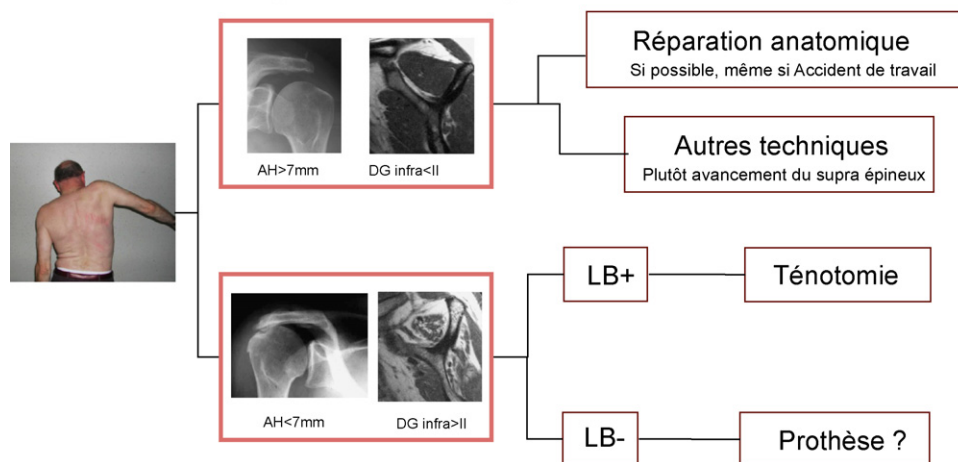 Réparation anatomique
Si possible, même si Accident de travail
AH>7mm
DG infra<II
Autres techniques
Plutôt avancement du supra épineux
LB+
Ténotomie
AH<7mm
DG infra>II
LB-
Prothèse ?